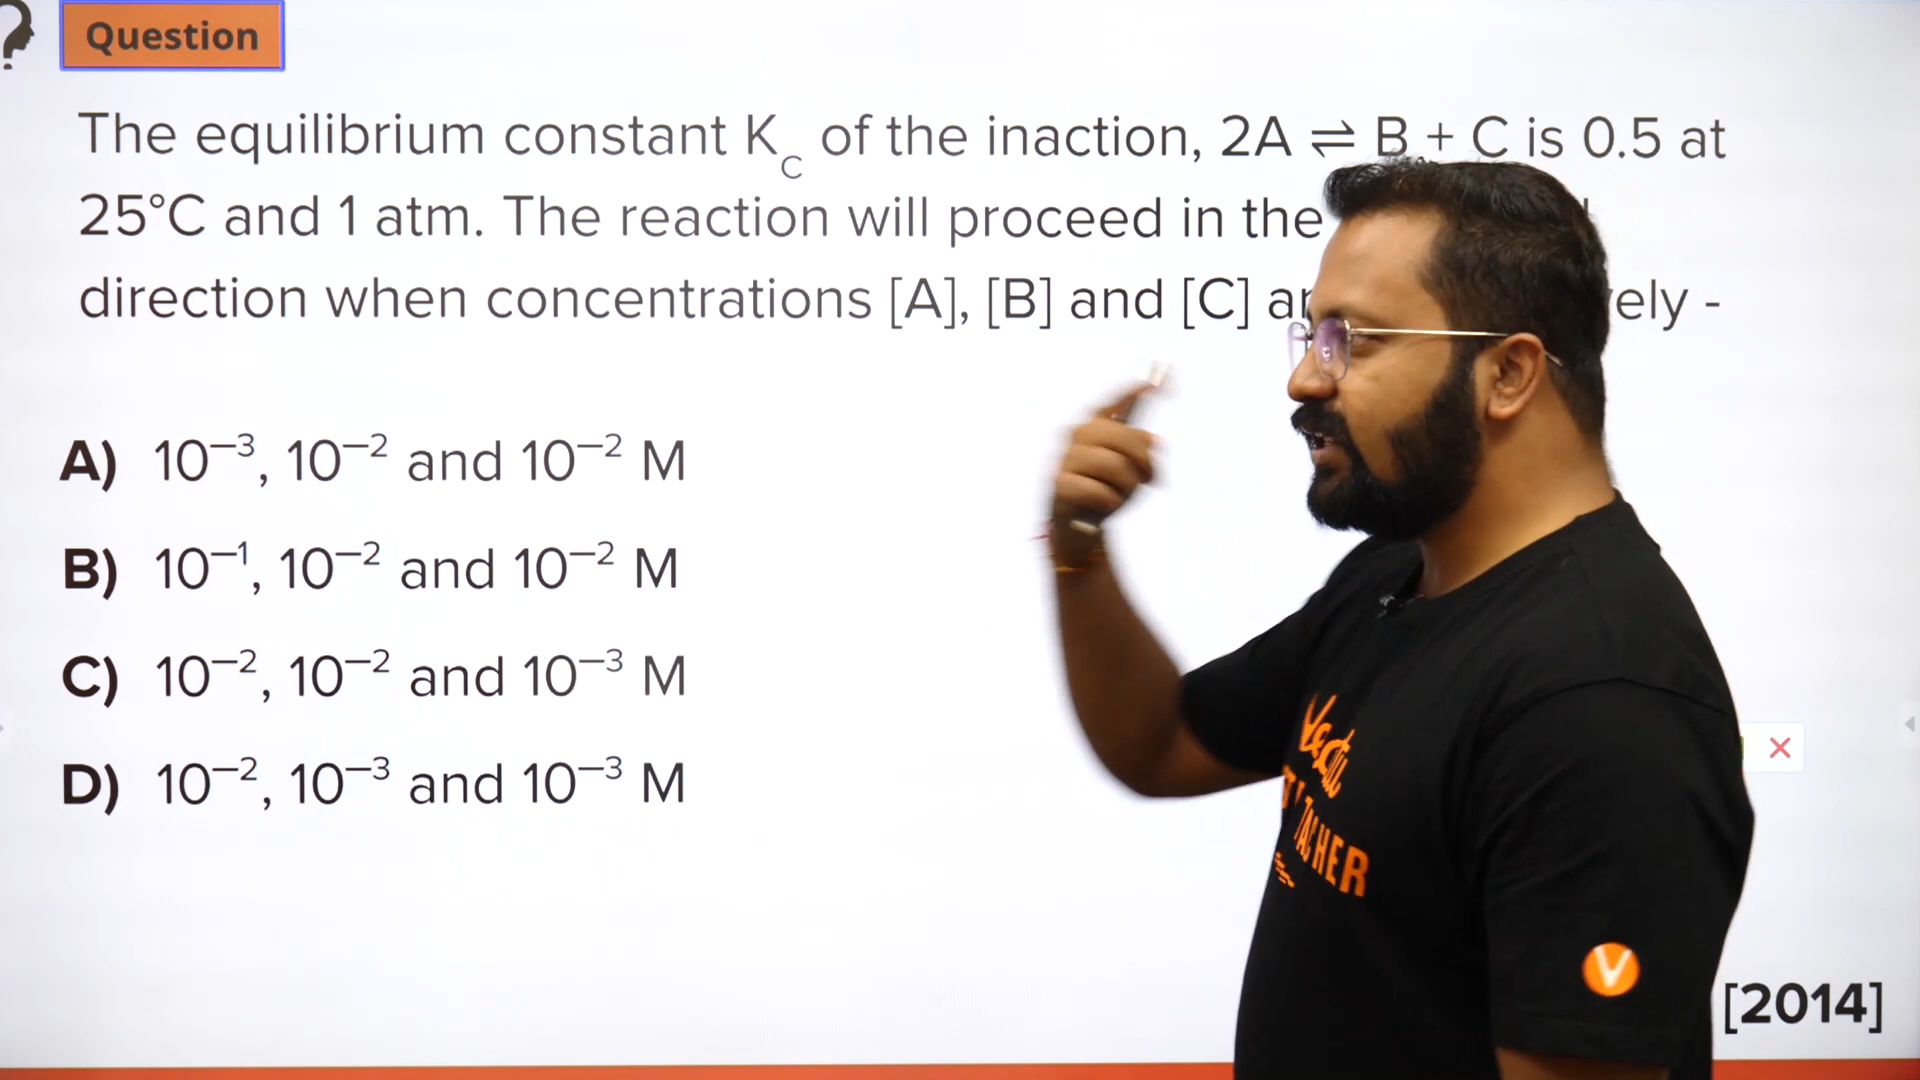 Question
The equilibrium constant K_C of the inaction, 2A ⇌ B + C is 0.5 at
25°C and 1 atm. The reaction will proceed in the
direction when concentrations [A], [B] and [C]
A) 10⁻³, 10⁻² and 10⁻² M
B) 10⁻¹, 10⁻² and 10⁻² M
C) 10⁻², 10⁻² and 10⁻³ M
D) 10⁻², 10⁻³ and 10⁻³ M
V
[2014]